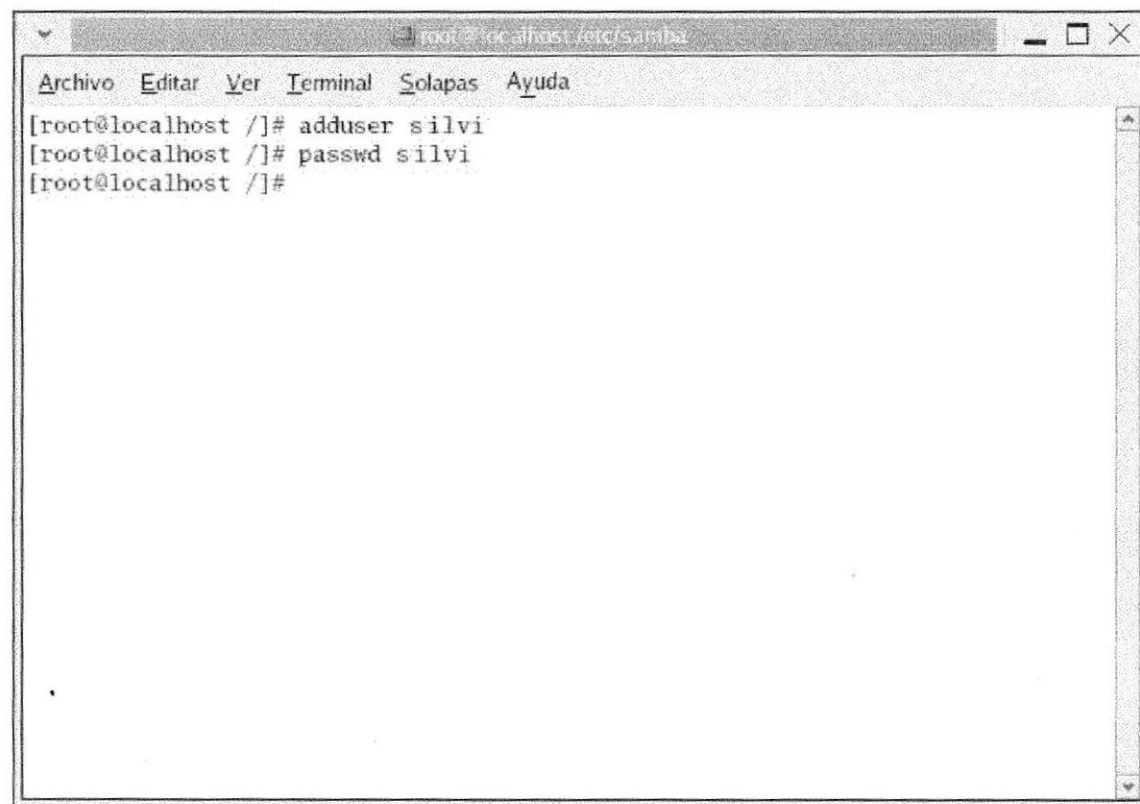 root@localhost:/etc/samba
Archivo Editar Ver Terminal Solapas Ayuda
[root@localhost /]# adduser silvi
[root@localhost /]# passwd silvi
[root@localhost /]#